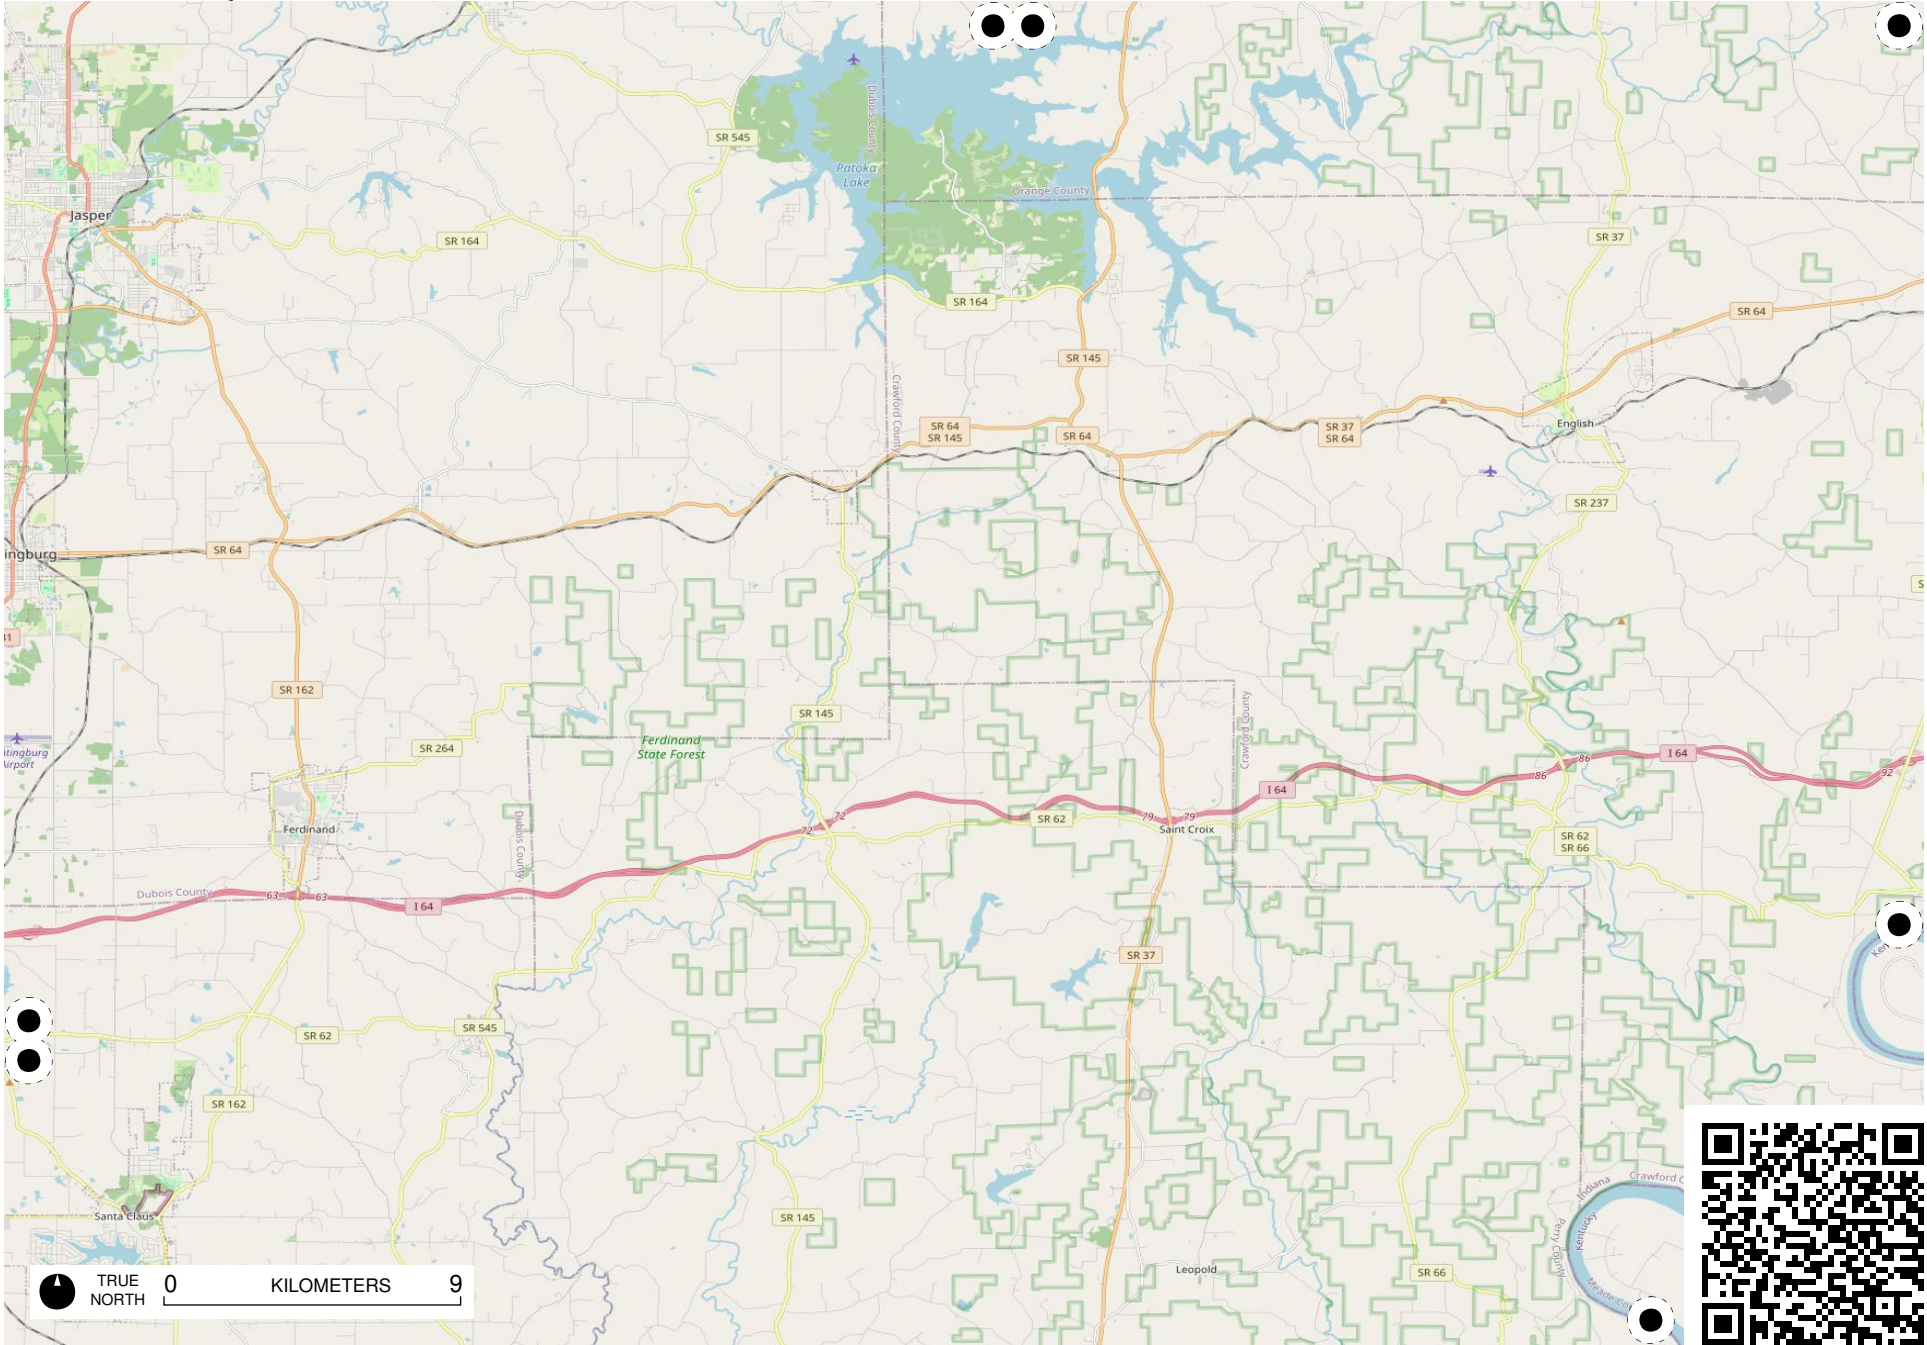 Dubois County
SR 545
Patoka
Lake
Orange County
Jasper
SR 164
SR 37
SR 164
SR 64
SR 145
Crawford County
SR 64
SR 145
SR 64
SR 37
SR 64
English
SR 237
SR 64
ingburg
SR 162
SR 145
Ferdinand
State Forest
SR 264
Crawford County
I 64
86
86
92
I 64
Ferdinand
Dubois County
72
72
SR 62
79
79
Saint Croix
SR 62
SR 66
Dubois County
63
63
I 64
SR 37
SR 62
SR 545
SR 162
Santa Claus
SR 145
Leopold
SR 66
Indiana
Kentucky
Crawford C
Perry County
Meade Co
TRUE
NORTH
0 KILOMETERS 9